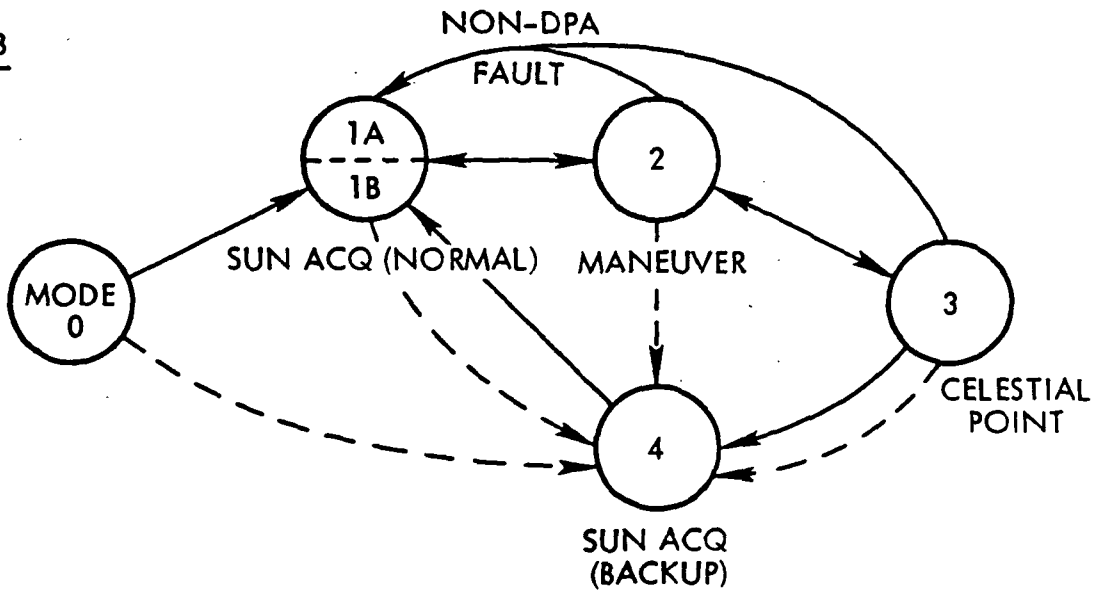 B
NON-DPA
FAULT
1A
1B
2
SUN ACQ (NORMAL)
MANEUVER
MODE
0
3
CELESTIAL
POINT
4
SUN ACQ
(BACKUP)